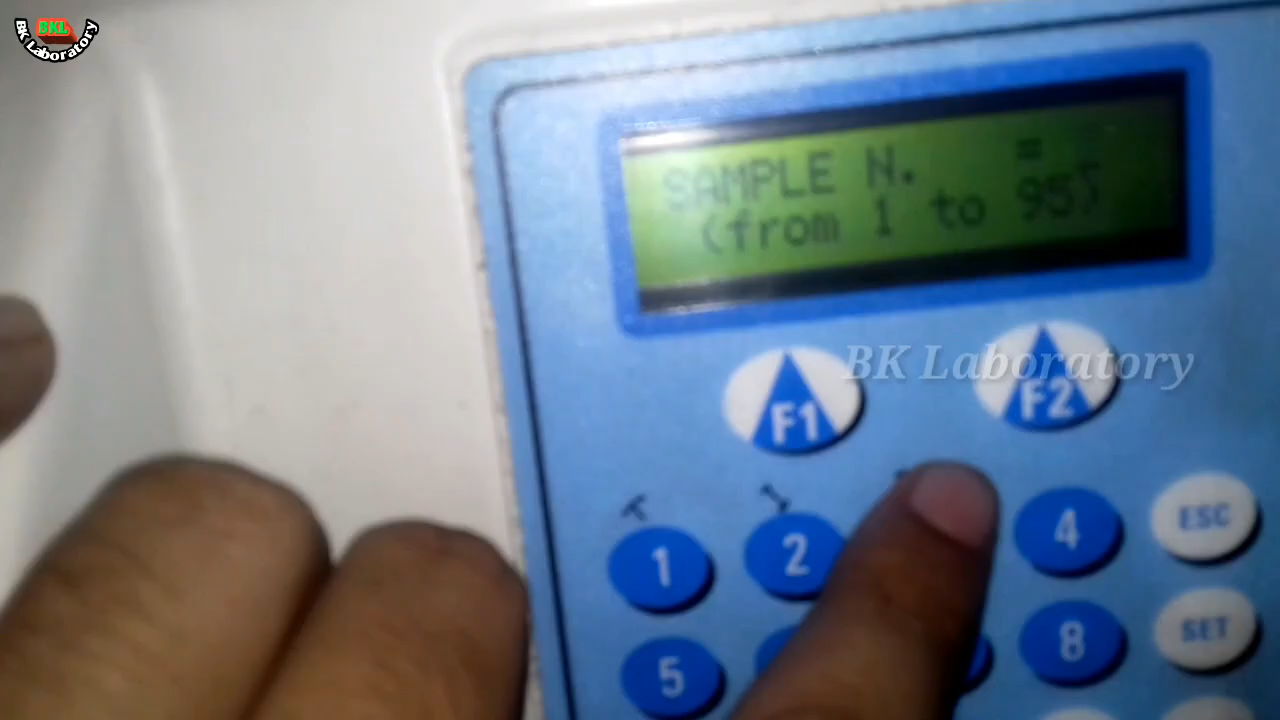 BKL
BK Laboratory
SAMPLE N. =
(from 1 to 95)
BK Laboratory
F1
F2
1
2
4
ESC
5
8
SET